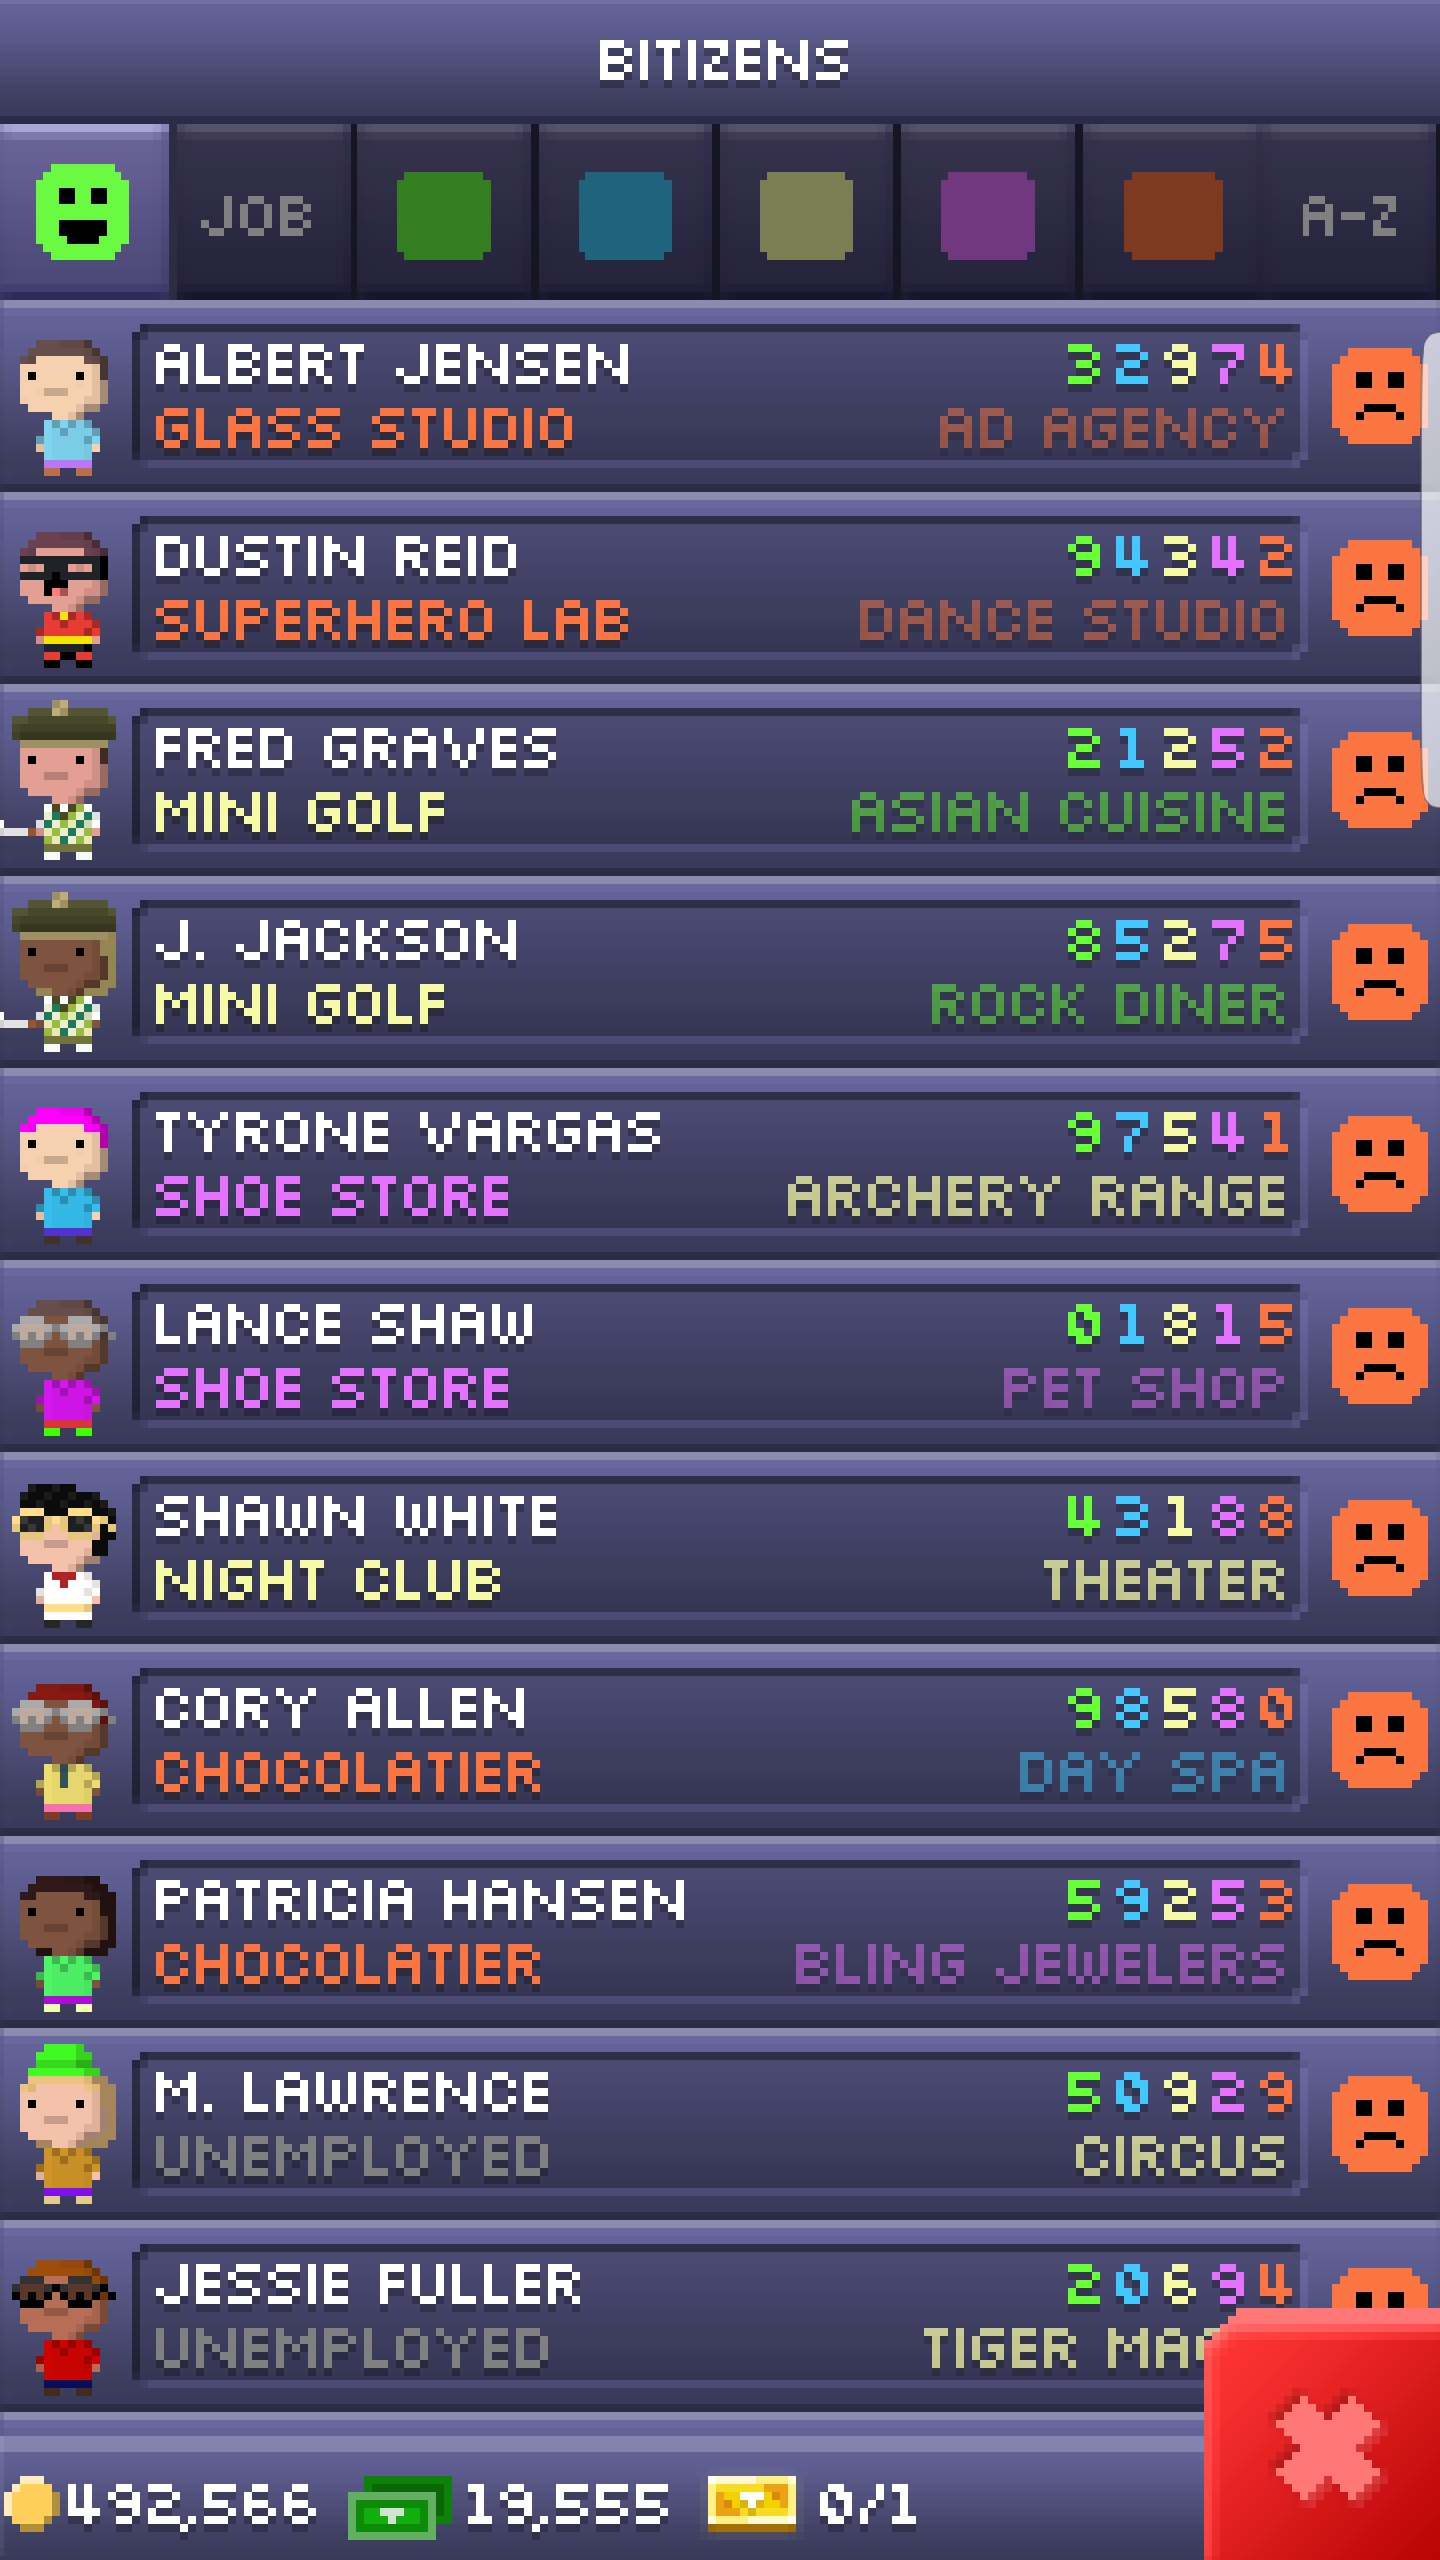 BITIZENS
JOB A-Z
ALBERT JENSEN 32974
GLASS STUDIO AD AGENCY
DUSTIN REID 94342
SUPERHERO LAB DANCE STUDIO
FRED GRAVES 21252
MINI GOLF ASIAN CUISINE
J. JACKSON 85275
MINI GOLF ROCK DINER
TYRONE VARGAS 97541
SHOE STORE ARCHERY RANGE
LANCE SHAW 01815
SHOE STORE PET SHOP
SHAWN WHITE 43188
NIGHT CLUB THEATER
CORY ALLEN 98580
CHOCOLATIER DAY SPA
PATRICIA HANSEN 59253
CHOCOLATIER BLING JEWELERS
M. LAWRENCE 50929
UNEMPLOYED CIRCUS
JESSIE FULLER 20694
UNEMPLOYED TIGER
492,566 19,555 0/1